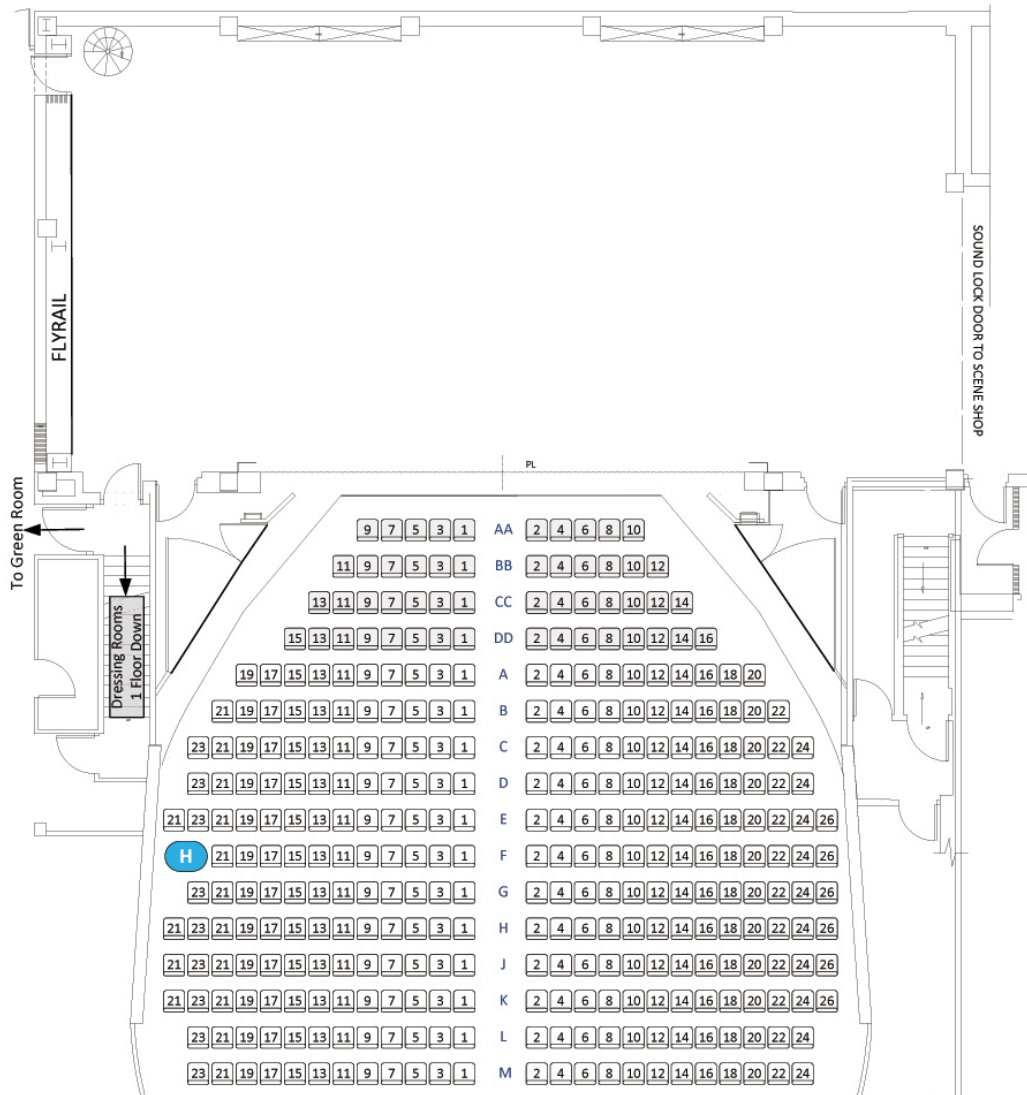 FLYRAIL
SOUND LOCK DOOR TO SCENE SHOP
To Green Room
Dressing Rooms
1 Floor Down
PL
9 7 5 3 1 AA 2 4 6 8 10
11 9 7 5 3 1 BB 2 4 6 8 10 12
13 11 9 7 5 3 1 CC 2 4 6 8 10 12 14
15 13 11 9 7 5 3 1 DD 2 4 6 8 10 12 14 16
19 17 15 13 11 9 7 5 3 1 A 2 4 6 8 10 12 14 16 18 20
21 19 17 15 13 11 9 7 5 3 1 B 2 4 6 8 10 12 14 16 18 20 22
23 21 19 17 15 13 11 9 7 5 3 1 C 2 4 6 8 10 12 14 16 18 20 22 24
23 21 19 17 15 13 11 9 7 5 3 1 D 2 4 6 8 10 12 14 16 18 20 22 24
21 23 21 19 17 15 13 11 9 7 5 3 1 E 2 4 6 8 10 12 14 16 18 20 22 24 26
H 21 19 17 15 13 11 9 7 5 3 1 F 2 4 6 8 10 12 14 16 18 20 22 24 26
23 21 19 17 15 13 11 9 7 5 3 1 G 2 4 6 8 10 12 14 16 18 20 22 24 26
21 23 21 19 17 15 13 11 9 7 5 3 1 H 2 4 6 8 10 12 14 16 18 20 22 24 26
21 23 21 19 17 15 13 11 9 7 5 3 1 J 2 4 6 8 10 12 14 16 18 20 22 24 26
21 23 21 19 17 15 13 11 9 7 5 3 1 K 2 4 6 8 10 12 14 16 18 20 22 24 26
23 21 19 17 15 13 11 9 7 5 3 1 L 2 4 6 8 10 12 14 16 18 20 22 24
23 21 19 17 15 13 11 9 7 5 3 1 M 2 4 6 8 10 12 14 16 18 20 22 24